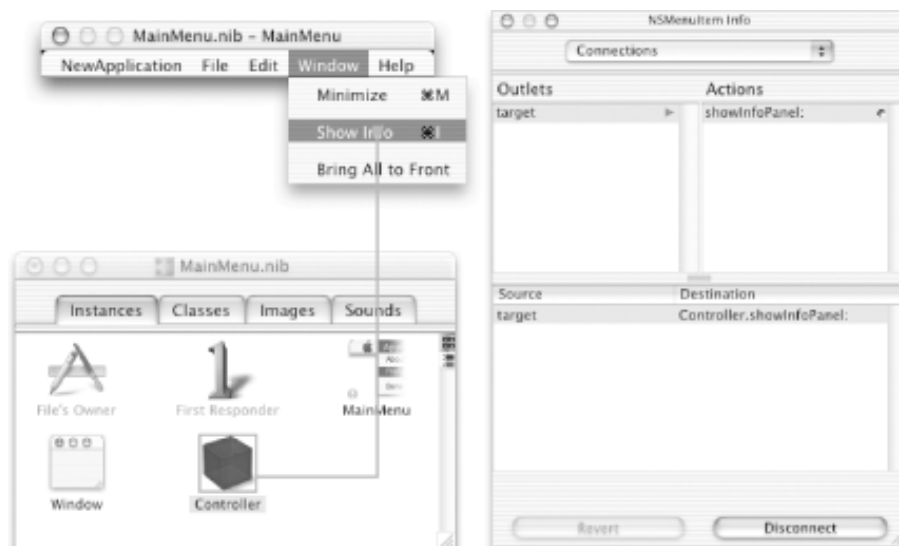 MainMenu.nib – MainMenu
NewApplication File Edit Window Help
Minimize ⌘M
Show Info ⌘I
Bring All to Front
MainMenu.nib
Instances Classes Images Sounds
File's Owner First Responder MainMenu
Window Controller
NSMenuItem Info
Connections
Outlets Actions
target showInfoPanel:
Source Destination
target Controller.showInfoPanel:
Revert Disconnect